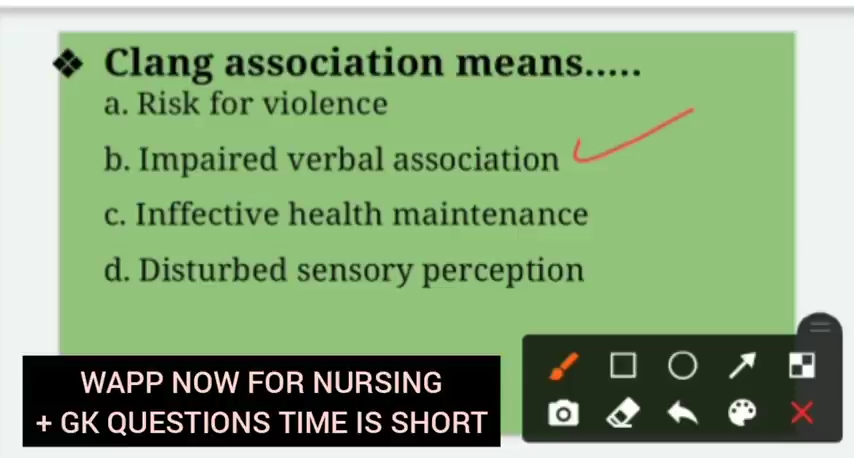 ❖ Clang association means.....
a. Risk for violence
b. Impaired verbal association
c. Inffective health maintenance
d. Disturbed sensory perception
WAPP NOW FOR NURSING
+ GK QUESTIONS TIME IS SHORT